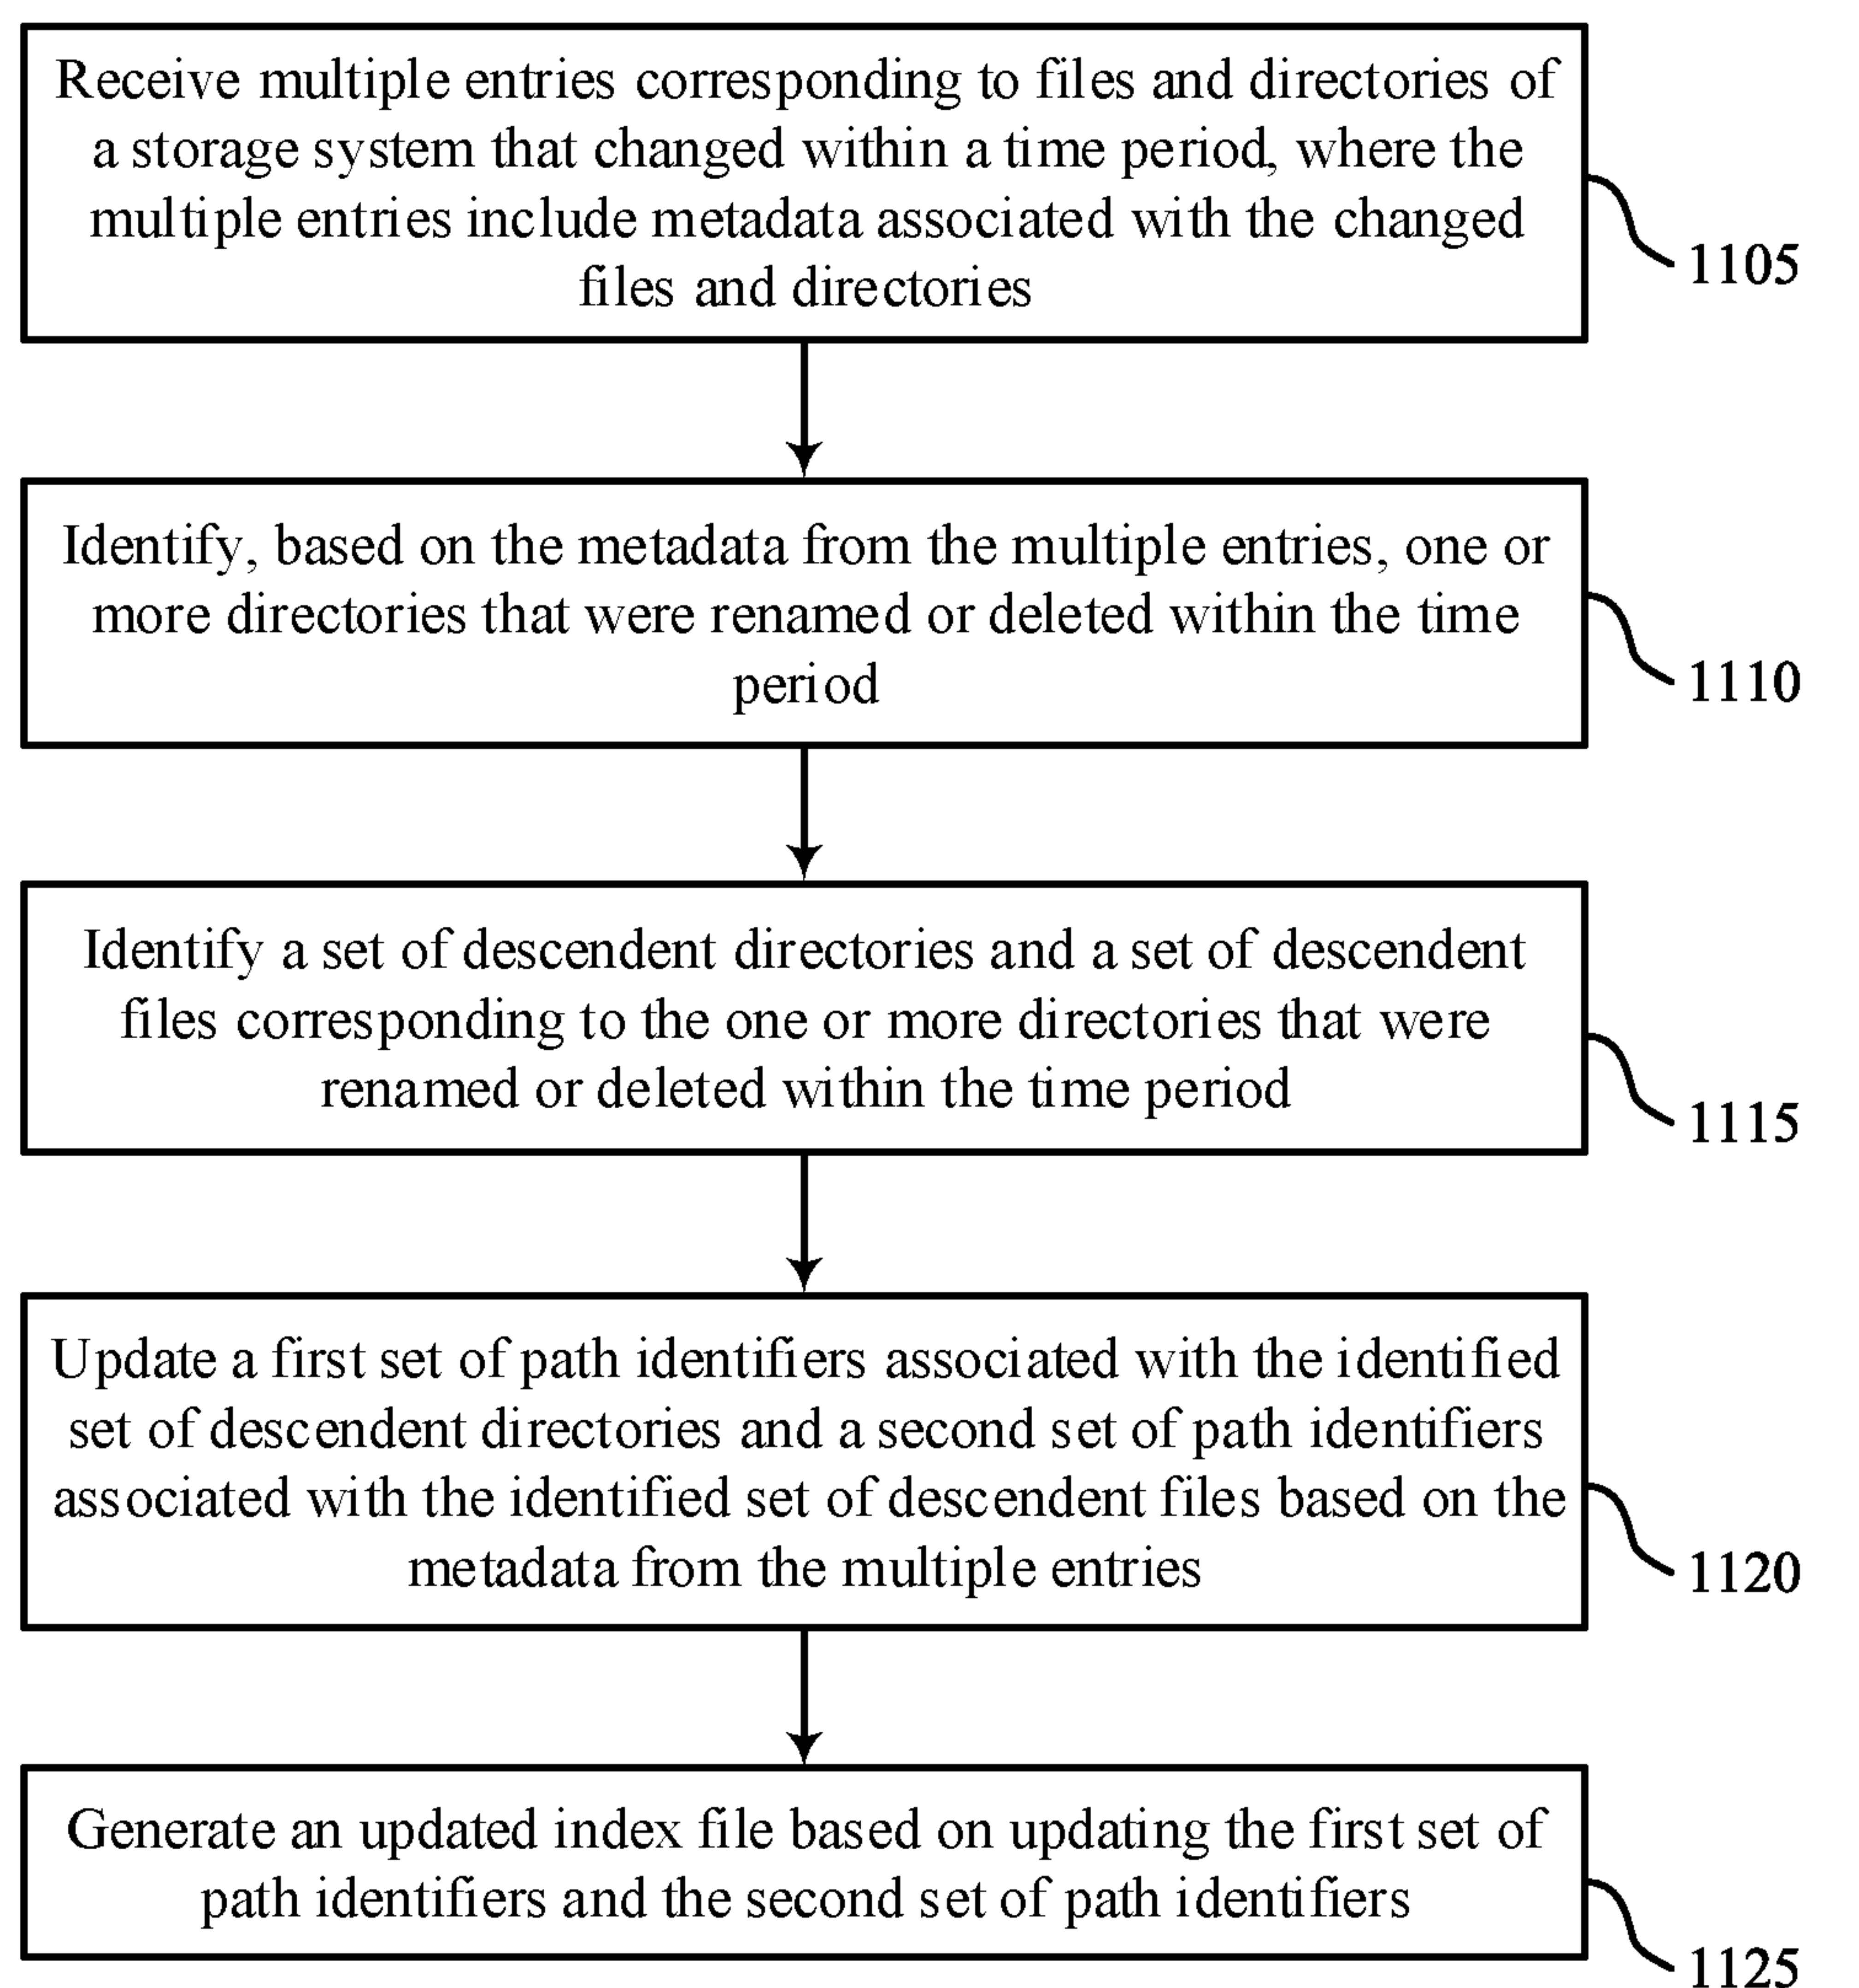 Receive multiple entries corresponding to files and directories of
a storage system that changed within a time period, where the
multiple entries include metadata associated with the changed
files and directories
1105
Identify, based on the metadata from the multiple entries, one or
more directories that were renamed or deleted within the time
period
1110
Identify a set of descendent directories and a set of descendent
files corresponding to the one or more directories that were
renamed or deleted within the time period
1115
Update a first set of path identifiers associated with the identified
set of descendent directories and a second set of path identifiers
associated with the identified set of descendent files based on the
metadata from the multiple entries
1120
Generate an updated index file based on updating the first set of
path identifiers and the second set of path identifiers
1125